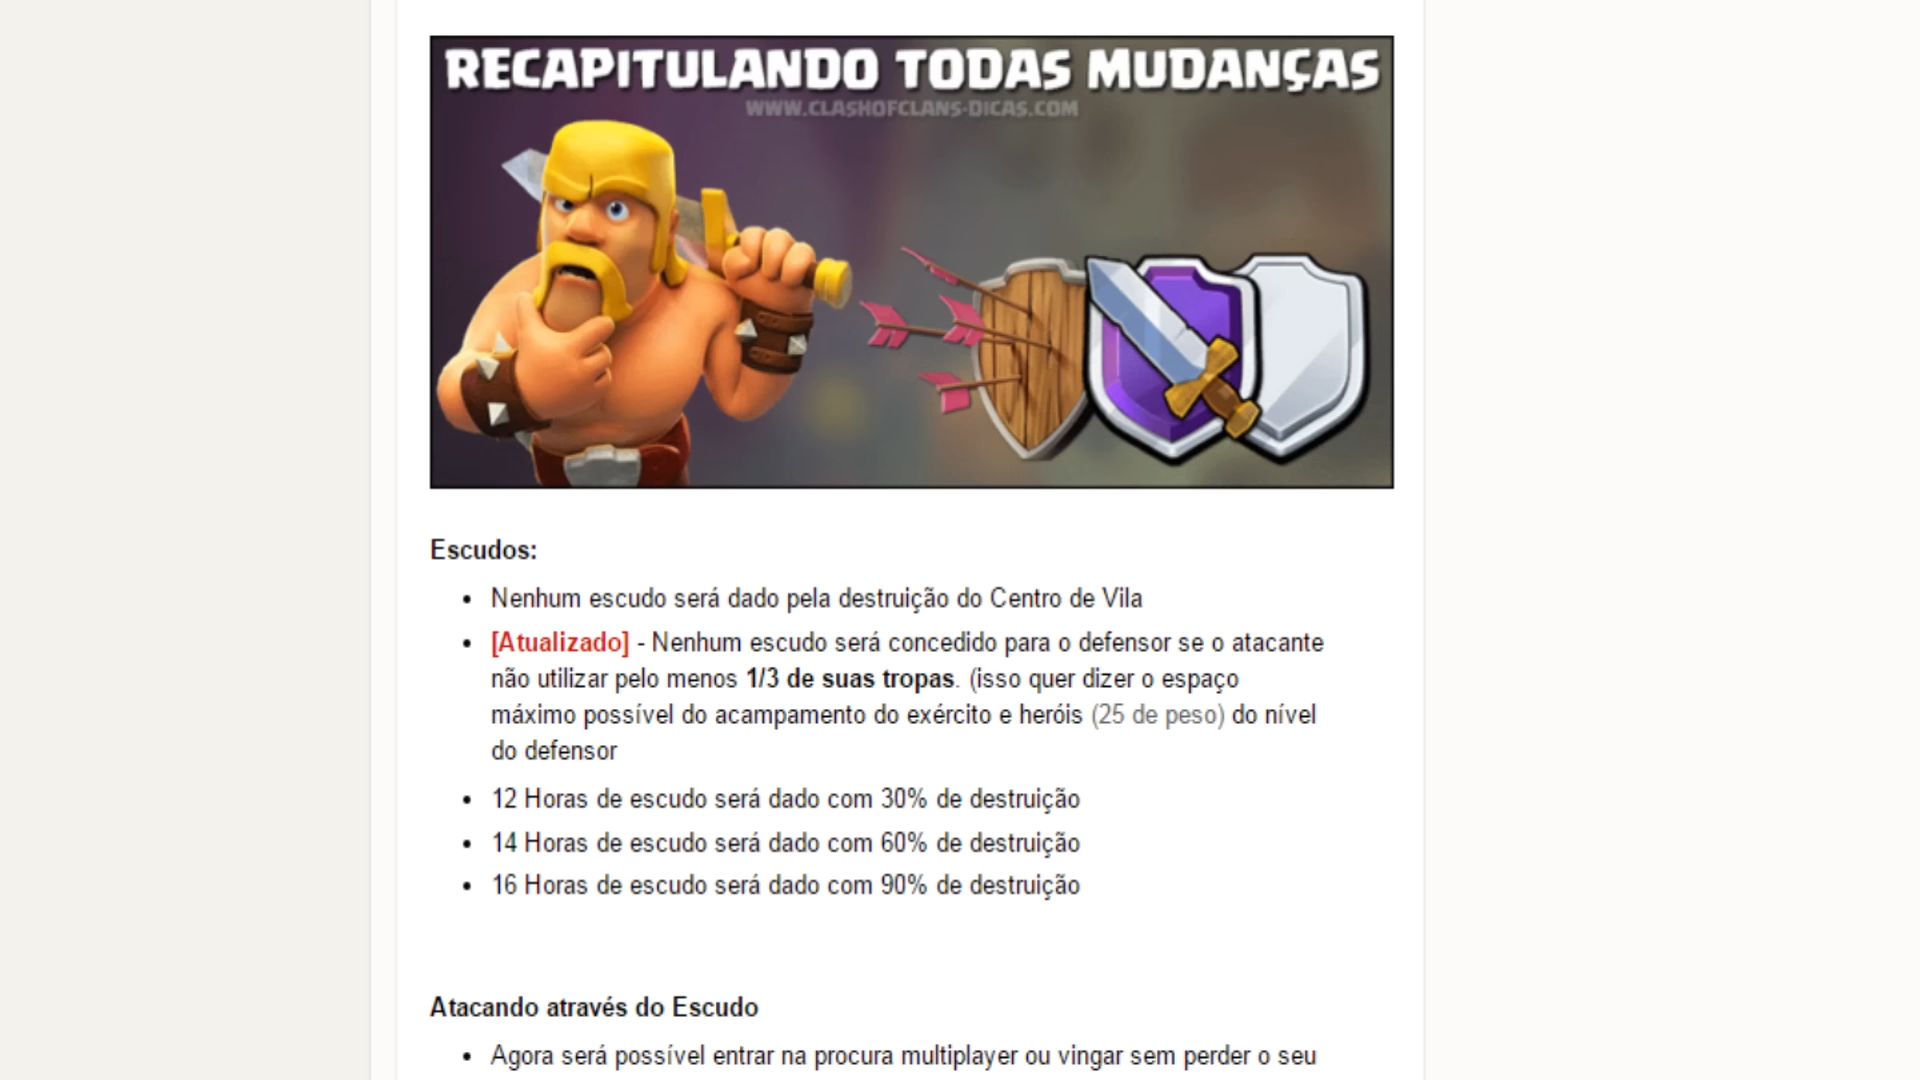 RECAPITULANDO TODAS MUDANÇAS
WWW.CLASHOFCLANS-DICAS.COM
Escudos:
• Nenhum escudo será dado pela destruição do Centro de Vila
• [Atualizado] - Nenhum escudo será concedido para o defensor se o atacante
não utilizar pelo menos 1/3 de suas tropas. (isso quer dizer o espaço
máximo possível do acampamento do exército e heróis (25 de peso) do nível
do defensor
• 12 Horas de escudo será dado com 30% de destruição
• 14 Horas de escudo será dado com 60% de destruição
• 16 Horas de escudo será dado com 90% de destruição
Atacando através do Escudo
• Agora será possível entrar na procura multiplayer ou vingar sem perder o seu